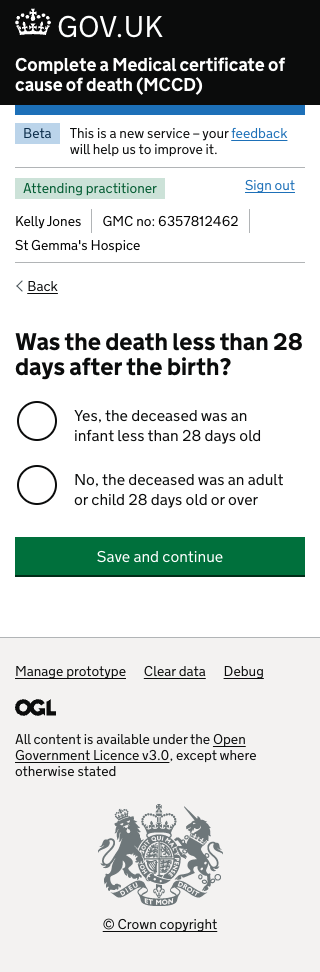 GOV.UK
Complete a Medical certificate of
cause of death (MCCD)
Beta
This is a new service – your feedback
will help us to improve it.
Attending practitioner
Sign out
Kelly Jones
GMC no: 6357812462
St Gemma's Hospice
Back
Was the death less than 28
days after the birth?
Yes, the deceased was an
infant less than 28 days old
No, the deceased was an adult
or child 28 days old or over
Save and continue
Manage prototype Clear data Debug
OGL
All content is available under the Open
Government Licence v3.0, except where
otherwise stated
DIEU ET MON DROIT
© Crown copyright